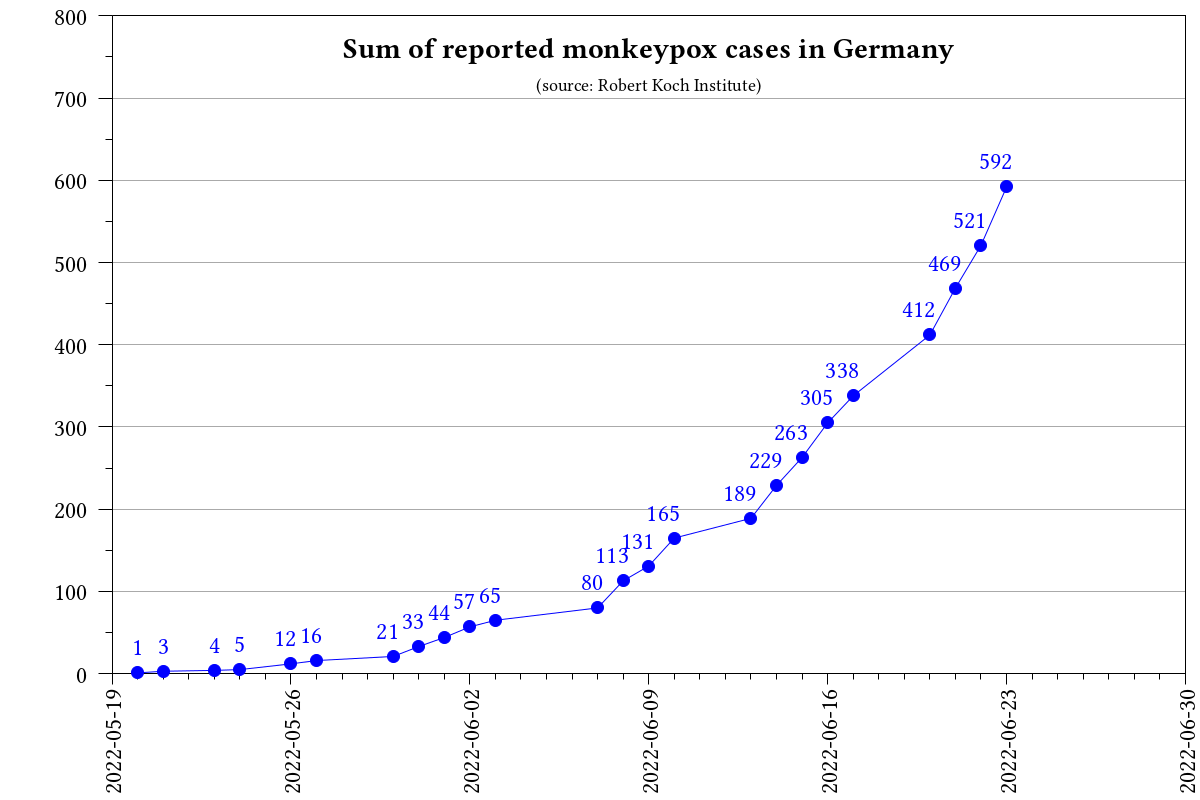 Sum of reported monkeypox cases in Germany
(source: Robert Koch Institute)
800
700
600
500
400
300
200
100
0
1 3 4 5 12 16 21 33 44 57 65 80 113 131 165 189 229 263 305 338 412 469 521 592
2022-05-19 2022-05-26 2022-06-02 2022-06-09 2022-06-16 2022-06-23 2022-06-30